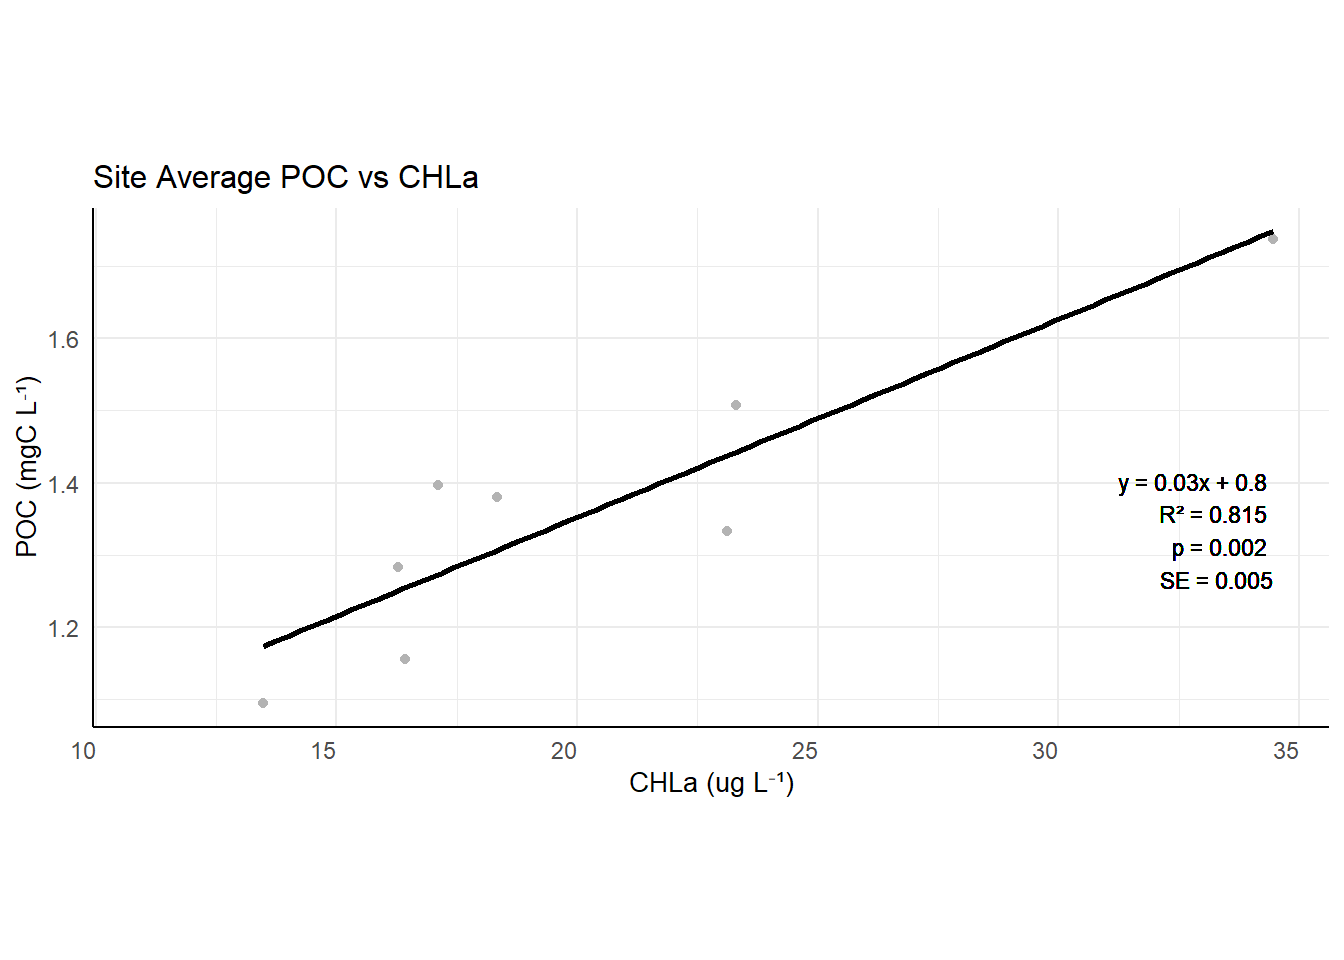 Site Average POC vs CHLa
1.6
1.4
1.2
POC (mgC L⁻¹)
y = 0.03x + 0.8
R² = 0.815
p = 0.002
SE = 0.005
10 15 20 25 30 35
CHLa (ug L⁻¹)